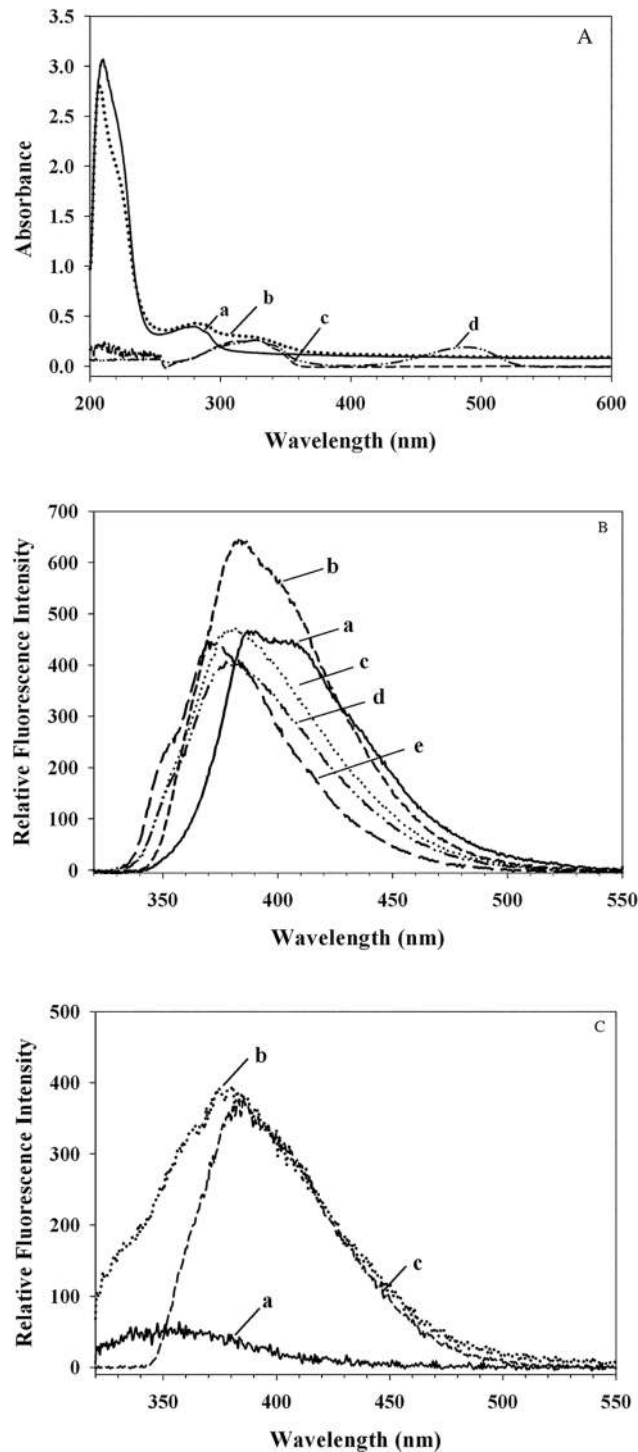 A
3.5
3.0
2.5
2.0
1.5
1.0
0.5
0.0
Absorbance
a
b
c
d
200 300 400 500 600
Wavelength (nm)
B
700
600
500
400
300
200
100
0
Relative Fluorescence Intensity
b
a
c
d
e
350 400 450 500 550
Wavelength (nm)
C
500
400
300
200
100
0
Relative Fluorescence Intensity
b
c
a
350 400 450 500 550
Wavelength (nm)